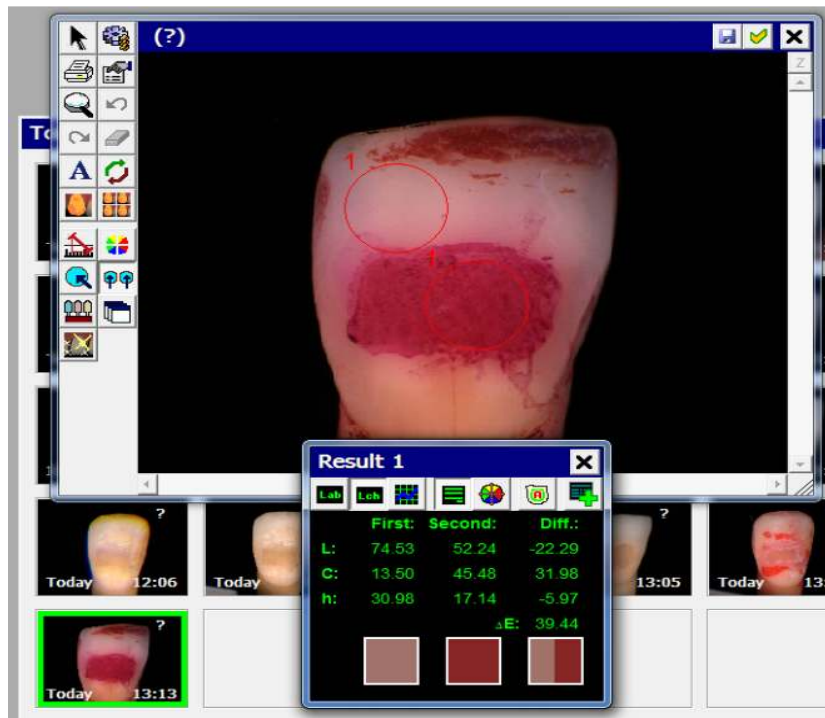 (?)
Z
To
1
1
Result 1
Lab Lch
First: Second: Diff.:
L: 74.53 52.24 -22.29
C: 13.50 45.48 31.98
h: 30.98 17.14 -5.97
ΔE: 39.44
? ?
Today 12:06 Today 13:05 Today 13:
?
Today 13:13